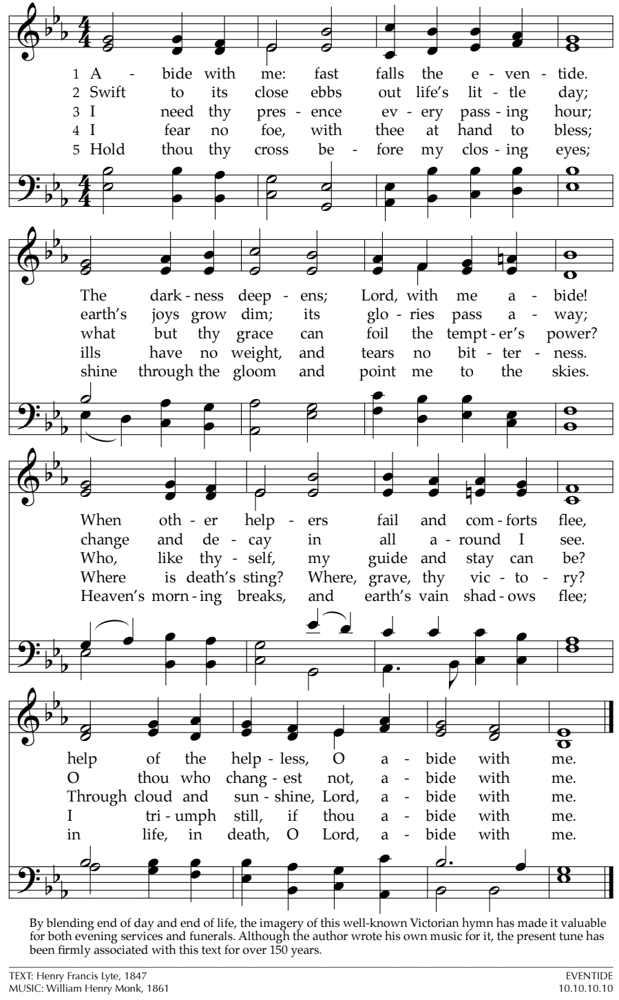 1 A - bide with me: fast falls the e - ven - tide.
2 Swift to its close ebbs out life's lit - tle day;
3 I need thy pres - ence ev - ery pass - ing hour;
4 I fear no foe, with thee at hand to bless;
5 Hold thou thy cross be - fore my clos - ing eyes;
The dark - ness deep - ens; Lord, with me a - bide!
earth's joys grow dim; its glo - ries pass a - way;
what but thy grace can foil the tempt - er's power?
ills have no weight, and tears no bit - ter - ness.
shine through the gloom and point me to the skies.
When oth - er help - ers fail and com - forts flee,
change and de - cay in all a - round I see.
Who, like thy - self, my guide and stay can be?
Where is death's sting? Where, grave, thy vic - to - ry?
Heaven's morn - ing breaks, and earth's vain shad - ows flee;
help of the help - less, O a - bide with me.
O thou who chang - est not, a - bide with me.
Through cloud and sun - shine, Lord, a - bide with me.
I tri - umph still, if thou a - bide with me.
in life, in death, O Lord, a - bide with me.
By blending end of day and end of life, the imagery of this well-known Victorian hymn has made it valuable
for both evening services and funerals. Although the author wrote his own music for it, the present tune has
been firmly associated with this text for over 150 years.
TEXT: Henry Francis Lyte, 1847 EVENTIDE
MUSIC: William Henry Monk, 1861 10.10.10.10